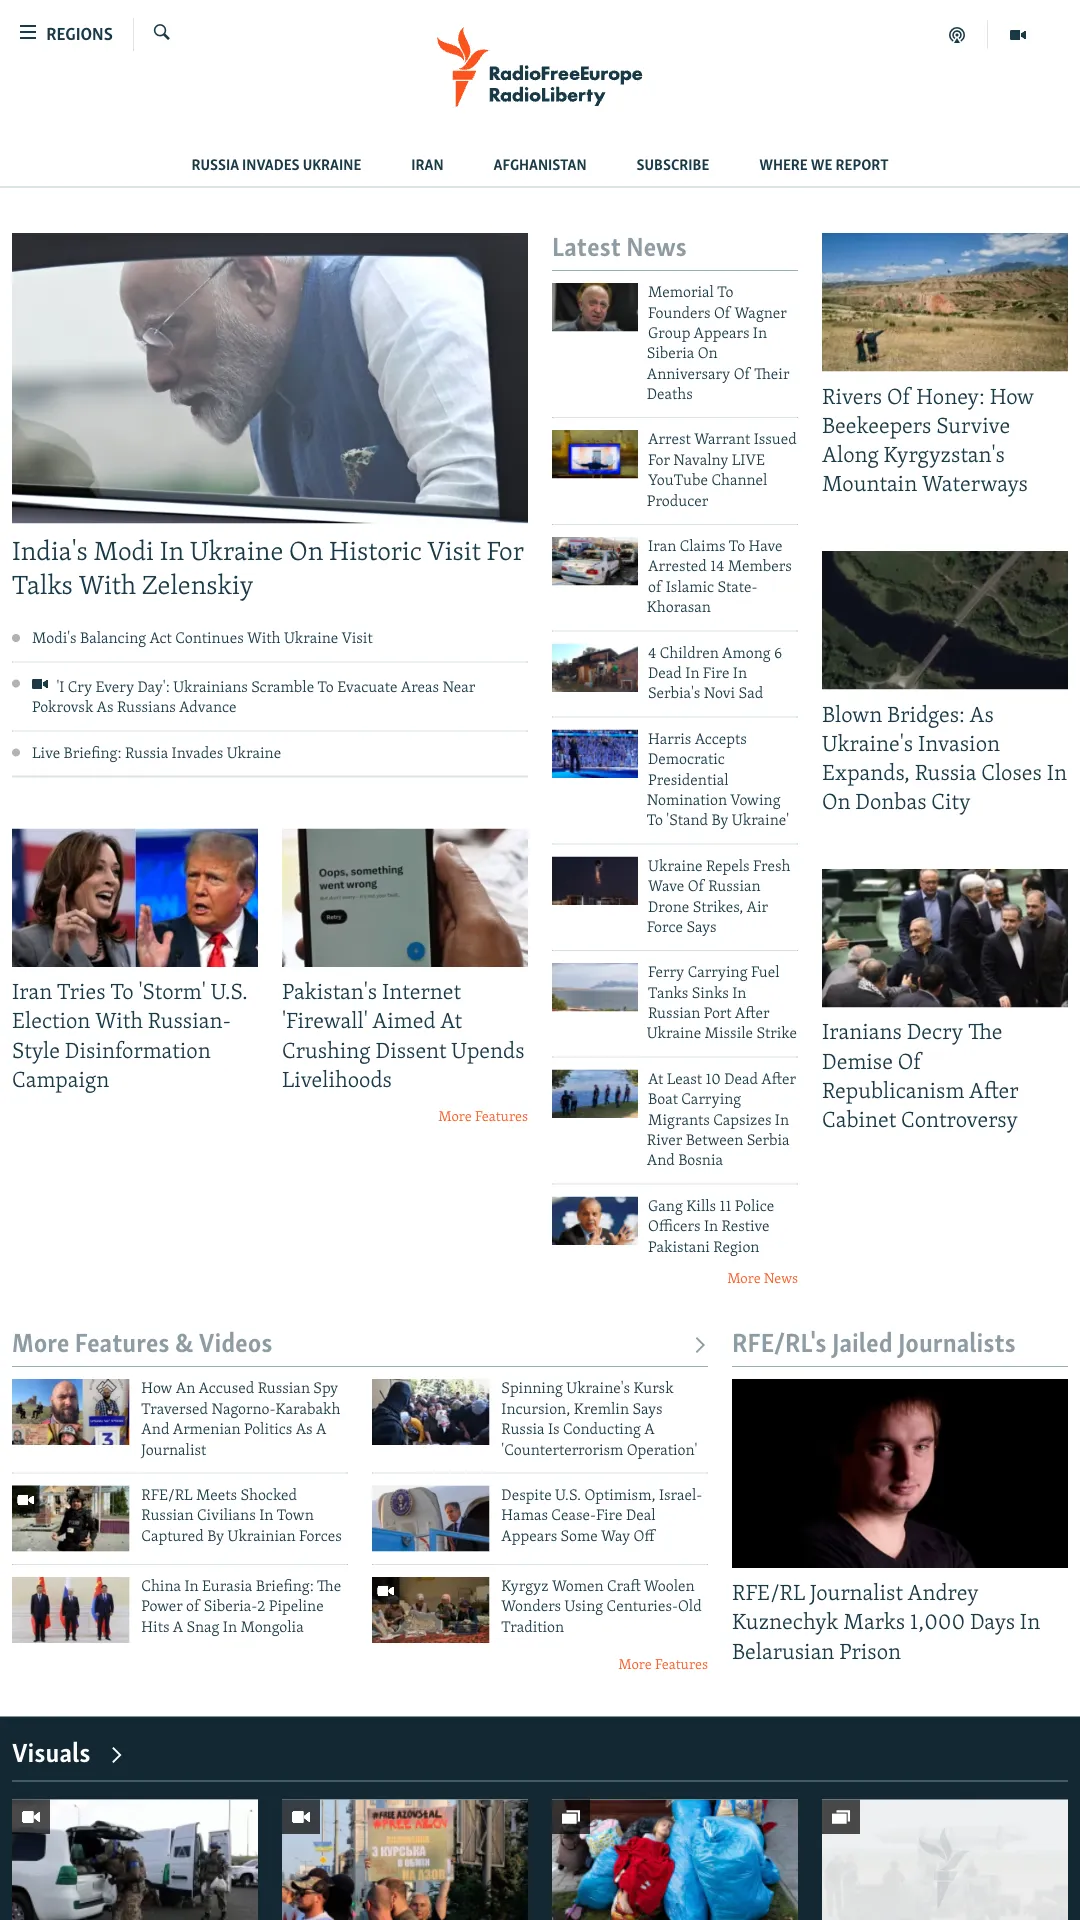 REGIONS
RadioFreeEurope
RadioLiberty
RUSSIA INVADES UKRAINE
IRAN
AFGHANISTAN
SUBSCRIBE
WHERE WE REPORT
India's Modi In Ukraine On Historic Visit For
Talks With Zelenskiy
Modi's Balancing Act Continues With Ukraine Visit
'I Cry Every Day': Ukrainians Scramble To Evacuate Areas Near
Pokrovsk As Russians Advance
Live Briefing: Russia Invades Ukraine
Iran Tries To 'Storm' U.S.
Election With Russian-
Style Disinformation
Campaign
Oops, something
went wrong
Retry
Pakistan's Internet
'Firewall' Aimed At
Crushing Dissent Upends
Livelihoods
More Features
Latest News
Memorial To
Founders Of Wagner
Group Appears In
Siberia On
Anniversary Of Their
Deaths
Arrest Warrant Issued
For Navalny LIVE
YouTube Channel
Producer
Iran Claims To Have
Arrested 14 Members
of Islamic State-
Khorasan
4 Children Among 6
Dead In Fire In
Serbia's Novi Sad
Harris Accepts
Democratic
Presidential
Nomination Vowing
To 'Stand By Ukraine'
Ukraine Repels Fresh
Wave Of Russian
Drone Strikes, Air
Force Says
Ferry Carrying Fuel
Tanks Sinks In
Russian Port After
Ukraine Missile Strike
At Least 10 Dead After
Boat Carrying
Migrants Capsizes In
River Between Serbia
And Bosnia
Gang Kills 11 Police
Officers In Restive
Pakistani Region
More News
Rivers Of Honey: How
Beekeepers Survive
Along Kyrgyzstan's
Mountain Waterways
Blown Bridges: As
Ukraine's Invasion
Expands, Russia Closes In
On Donbas City
Iranians Decry The
Demise Of
Republicanism After
Cabinet Controversy
More Features & Videos
How An Accused Russian Spy
Traversed Nagorno-Karabakh
And Armenian Politics As A
Journalist
RFE/RL Meets Shocked
Russian Civilians In Town
Captured By Ukrainian Forces
China In Eurasia Briefing: The
Power of Siberia-2 Pipeline
Hits A Snag In Mongolia
Spinning Ukraine's Kursk
Incursion, Kremlin Says
Russia Is Conducting A
'Counterterrorism Operation'
Despite U.S. Optimism, Israel-
Hamas Cease-Fire Deal
Appears Some Way Off
Kyrgyz Women Craft Woolen
Wonders Using Centuries-Old
Tradition
More Features
RFE/RL's Jailed Journalists
RFE/RL Journalist Andrey
Kuznechyk Marks 1,000 Days In
Belarusian Prison
Visuals
#FREEAZOVSTAL
#FREE AZOV
З КУРСЬКА
В ОБМІН
НА АЗОВ